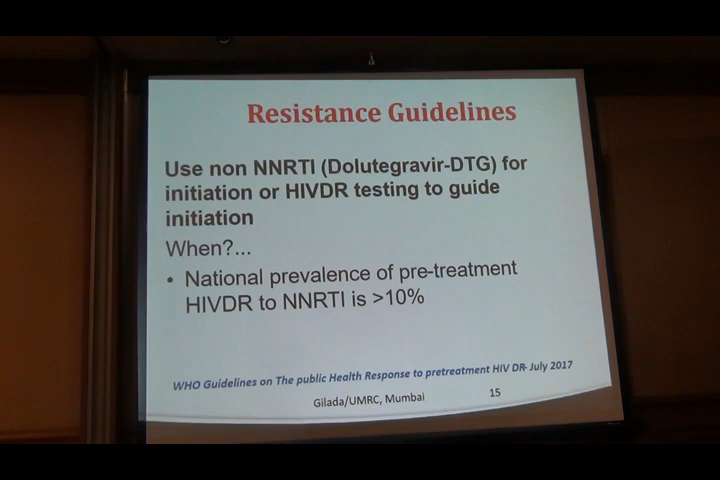 Resistance Guidelines
Use non NNRTI (Dolutegravir-DTG) for
initiation or HIVDR testing to guide
initiation
When?...
• National prevalence of pre-treatment
HIVDR to NNRTI is >10%
WHO Guidelines on The public Health Response to pretreatment HIV DR- July 2017
Gilada/UMRC, Mumbai
15